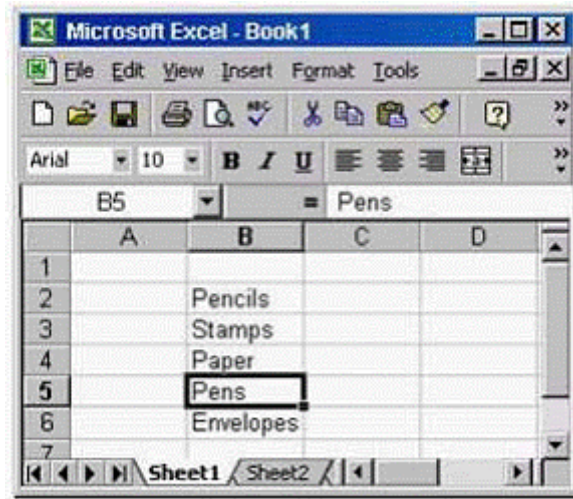 Microsoft Excel - Book1
File Edit View Insert Format Tools
ABC
Arial 10 B I U
B5 = Pens
A B C D
1
2 Pencils
3 Stamps
4 Paper
5 Pens
6 Envelopes
7
Sheet1 Sheet2